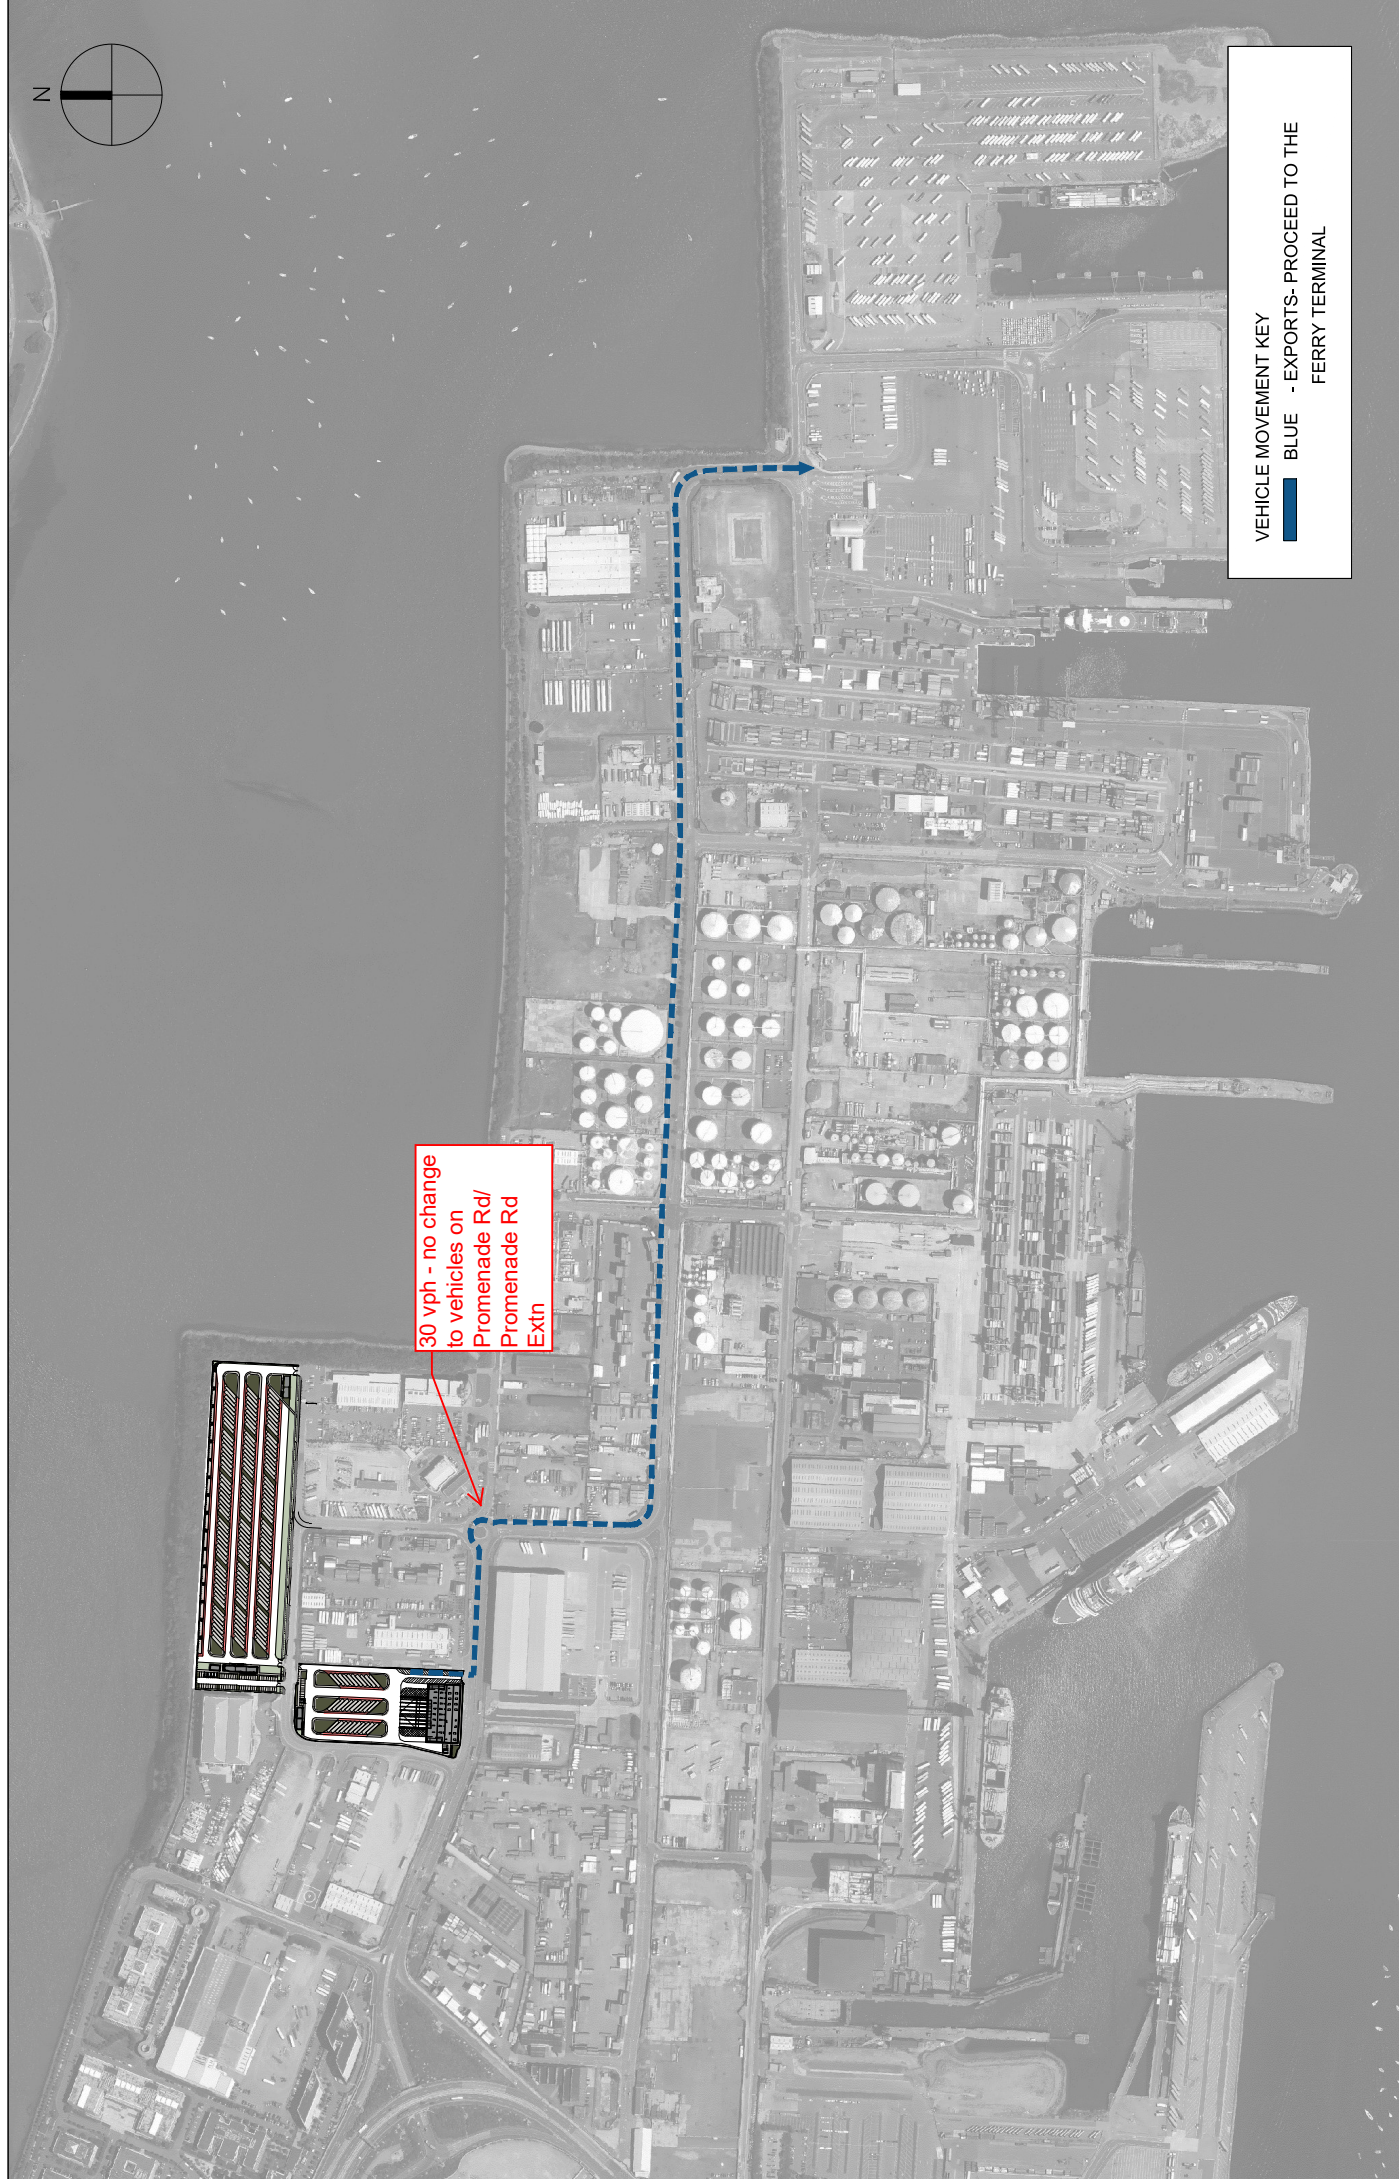 N
30 vph - no change
to vehicles on
Promenade Rd/
Promenade Rd
Extn
VEHICLE MOVEMENT KEY
BLUE - EXPORTS- PROCEED TO THE
FERRY TERMINAL